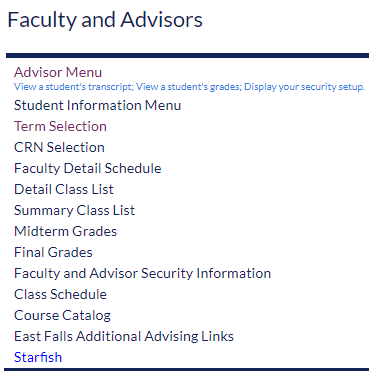 Faculty and Advisors
Advisor Menu
View a student's transcript; View a student's grades; Display your security setup.
Student Information Menu
Term Selection
CRN Selection
Faculty Detail Schedule
Detail Class List
Summary Class List
Midterm Grades
Final Grades
Faculty and Advisor Security Information
Class Schedule
Course Catalog
East Falls Additional Advising Links
Starfish